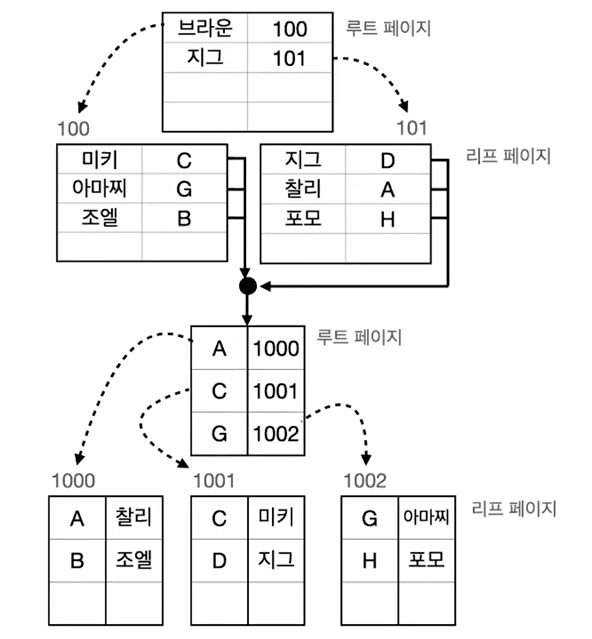 브라운 100 루트 페이지
지그 101
100 101
미키 C 지그 D 리프 페이지
아마찌 G 찰리 A
조엘 B 포모 H
루트 페이지
A 1000
C 1001
G 1002
1000 1001 1002
A 찰리 C 미키 G 아마찌 리프 페이지
B 조엘 D 지그 H 포모